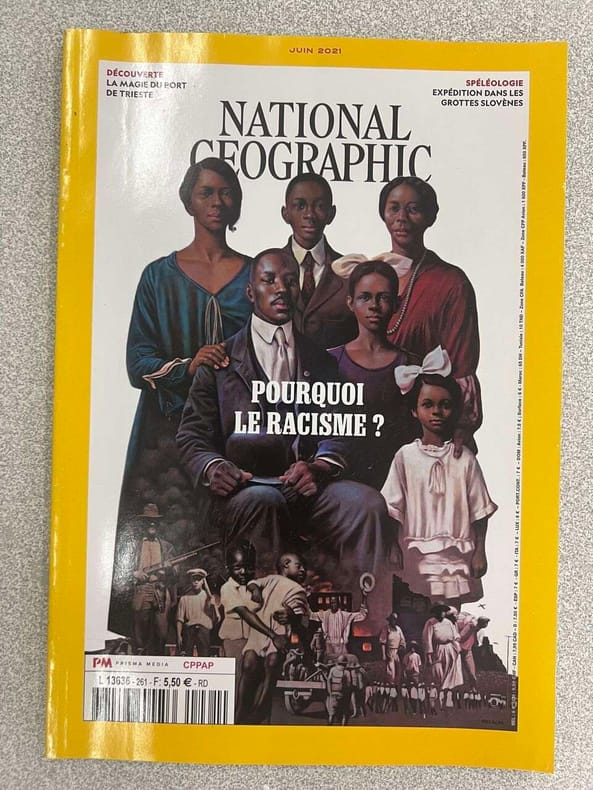 JUIN 2021
DÉCOUVERTE
LA MAGIE DU PORT
DE TRIESTE
SPÉLÉOLOGIE
EXPÉDITION DANS LES
GROTTES SLOVÈNES
NATIONAL
GEOGRAPHIC
POURQUOI
LE RACISME ?
PM PRISMA MEDIA CPPAP
L 13636 - 261 - F: 5,50 € - RD